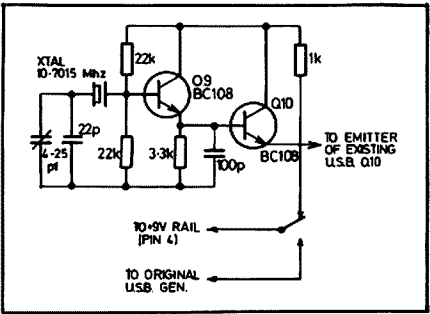 XTAL
10·7015 Mhz
22k
Q9
BC108
1k
Q10
4-25
pf
22p
22k
3·3k
100p
BC108
TO EMITTER
OF EXISTING
U.S.B. Q10
TO+9V RAIL
(PIN 4)
TO ORIGINAL
U.S.B. GEN.